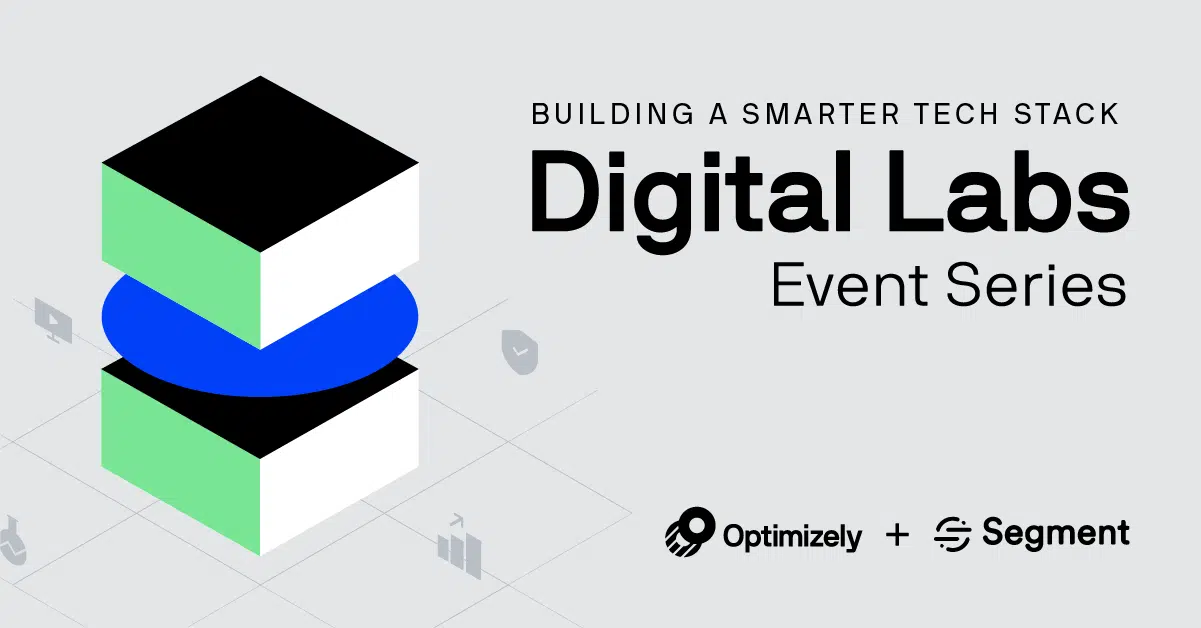 BUILDING A SMARTER TECH STACK
Digital Labs
Event Series
Optimizely + Segment